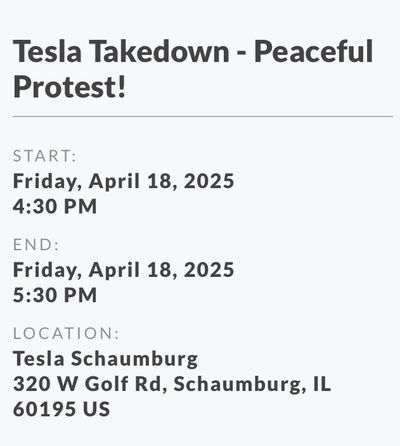 Tesla Takedown - Peaceful
Protest!
START:
Friday, April 18, 2025
4:30 PM
END:
Friday, April 18, 2025
5:30 PM
LOCATION:
Tesla Schaumburg
320 W Golf Rd, Schaumburg, IL
60195 US